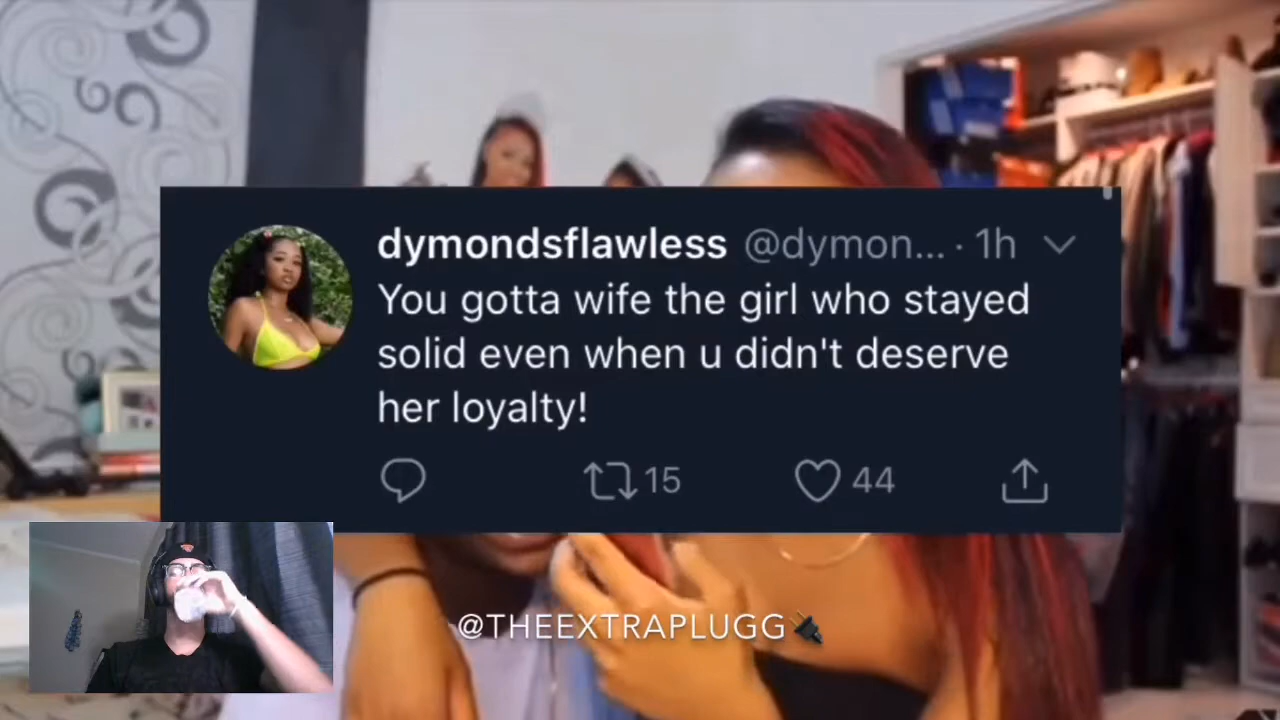 dymondsflawless @dymon... · 1h
You gotta wife the girl who stayed
solid even when u didn't deserve
her loyalty!
15 44
@THEEXTRAPLUGG